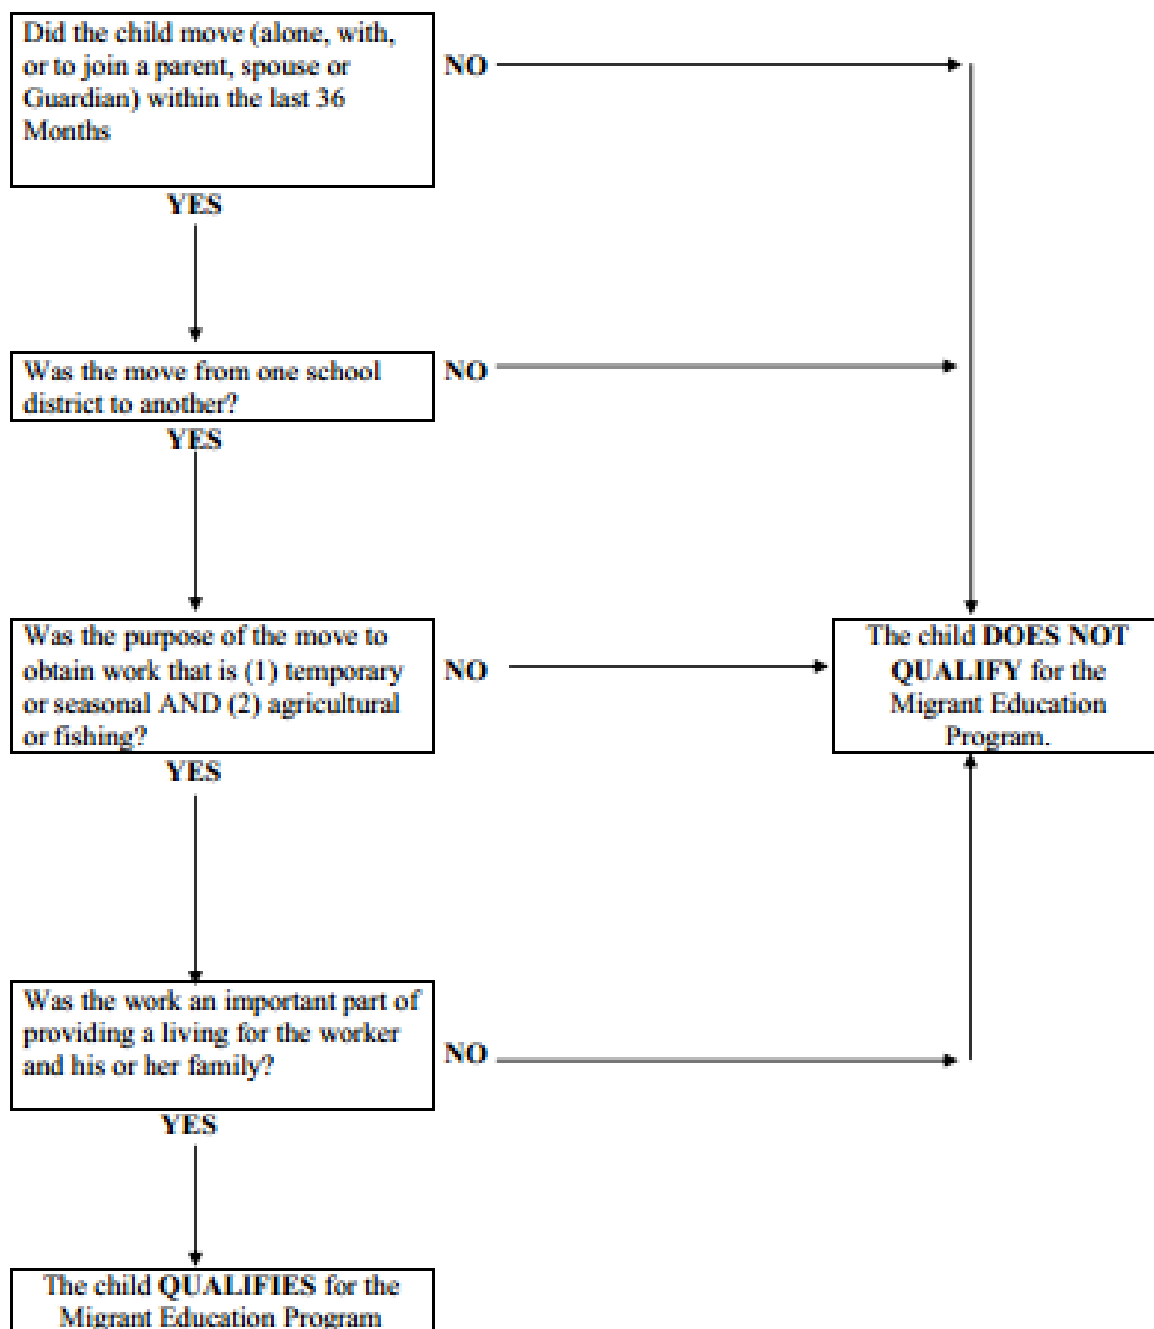 Did the child move (alone, with,
or to join a parent, spouse or
Guardian) within the last 36
Months
NO
YES
Was the move from one school
district to another?
NO
YES
Was the purpose of the move to
obtain work that is (1) temporary
or seasonal AND (2) agricultural
or fishing?
NO
The child DOES NOT
QUALIFY for the
Migrant Education
Program.
YES
Was the work an important part of
providing a living for the worker
and his or her family?
NO
YES
The child QUALIFIES for the
Migrant Education Program